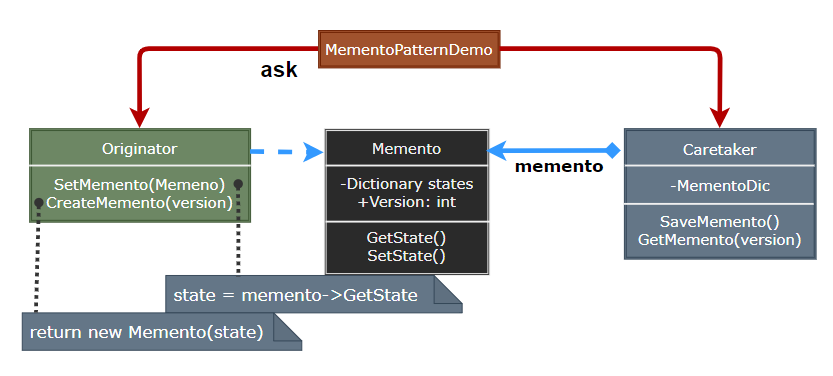 MementoPatternDemo
ask
Originator
SetMemento(Memeno)
CreateMemento(version)
Memento
-Dictionary states
+Version: int
GetState()
SetState()
memento
Caretaker
-MementoDic
SaveMemento()
GetMemento(version)
state = memento->GetState
return new Memento(state)